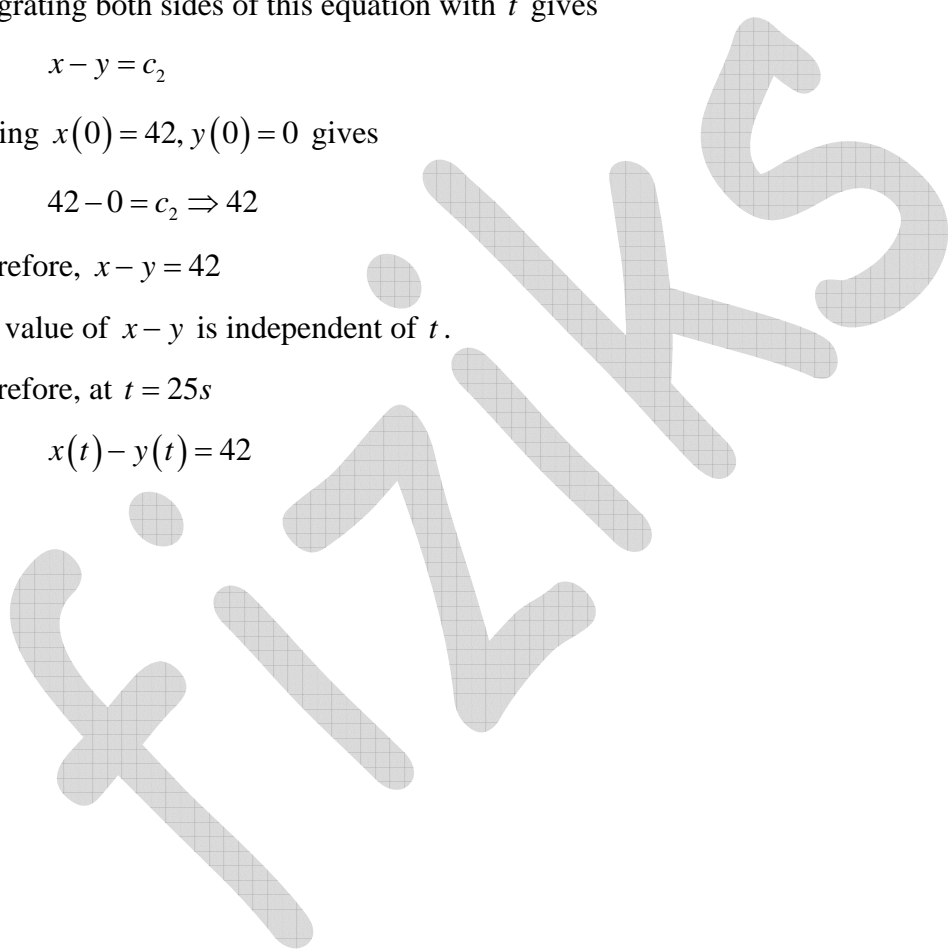 grating both sides of this equation with t gives
x − y = c₂
ing x(0) = 42, y(0) = 0 gives
42 − 0 = c₂ ⇒ 42
refore, x − y = 42
value of x − y is independent of t.
refore, at t = 25s
x(t) − y(t) = 42
fiziks